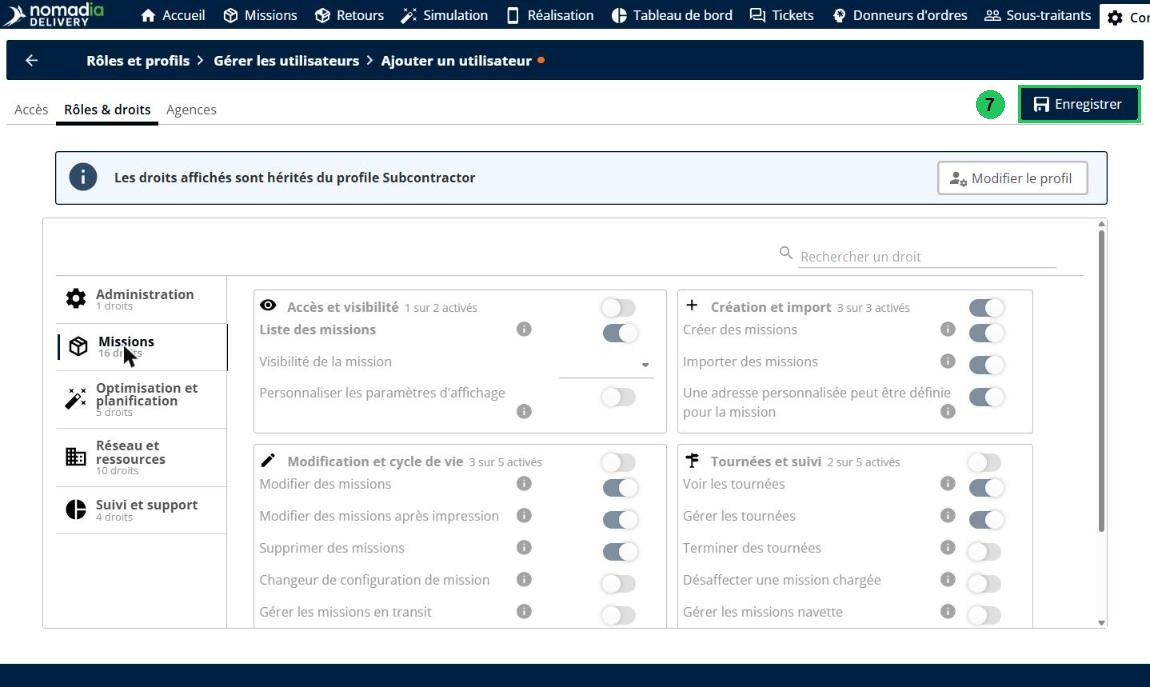 nomadia
DELIVERY
Accueil
Missions
Retours
Simulation
Réalisation
Tableau de bord
Tickets
Donneurs d'ordres
Sous-traitants
Rôles et profils > Gérer les utilisateurs > Ajouter un utilisateur
Accès
Rôles & droits
Agences
7
Enregistrer
Les droits affichés sont hérités du profile Subcontractor
Modifier le profil
Rechercher un droit
Administration
1 droits
Missions
16 droits
Optimisation et
planification
5 droits
Réseau et
ressources
10 droits
Suivi et support
4 droits
Accès et visibilité 1 sur 2 activés
Liste des missions
Visibilité de la mission
Personnaliser les paramètres d'affichage
Création et import 3 sur 3 activés
Créer des missions
Importer des missions
Une adresse personnalisée peut être définie
pour la mission
Modification et cycle de vie 3 sur 5 activés
Modifier des missions
Modifier des missions après impression
Supprimer des missions
Changeur de configuration de mission
Gérer les missions en transit
Tournées et suivi 2 sur 5 activés
Voir les tournées
Gérer les tournées
Terminer des tournées
Désaffecter une mission chargée
Gérer les missions navette